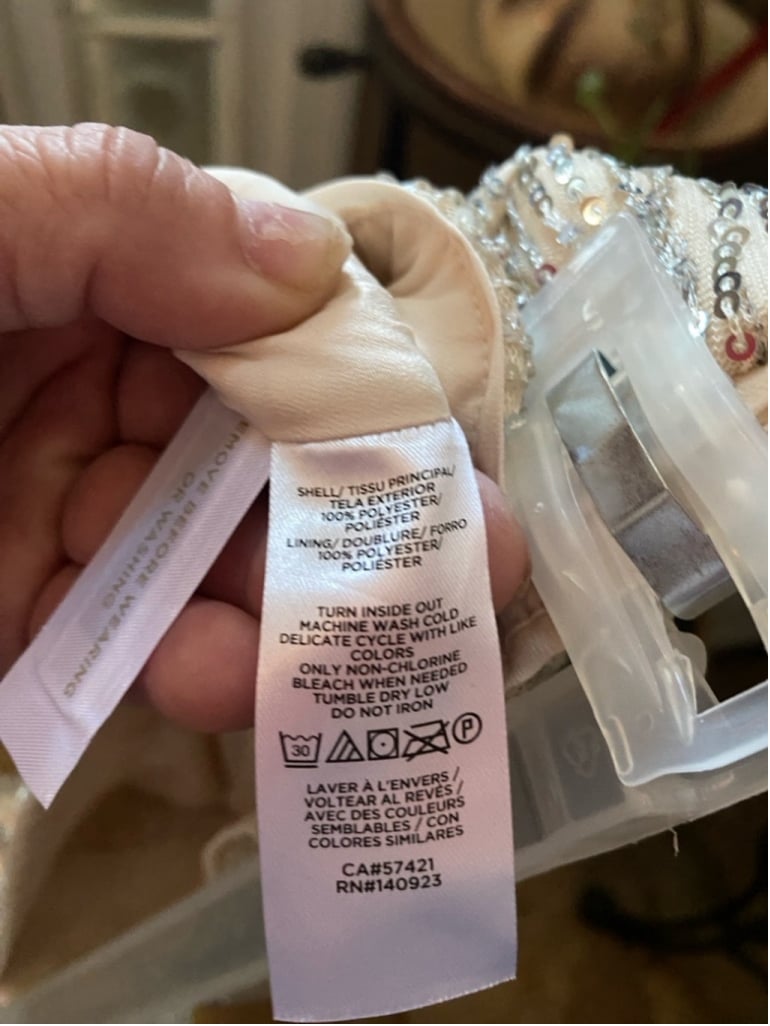 SHELL/ TISSU PRINCIPAL/
TELA EXTERIOR
100% POLYESTER/
POLIÉSTER
LINING/ DOUBLURE/ FORRO
100% POLYESTER/
POLIÉSTER
TURN INSIDE OUT
MACHINE WASH COLD
DELICATE CYCLE WITH LIKE
COLORS
ONLY NON-CHLORINE
BLEACH WHEN NEEDED
TUMBLE DRY LOW
DO NOT IRON
30
P
LAVER À L'ENVERS /
VOLTEAR AL REVÉS /
AVEC DES COULEURS
SEMBLABLES / CON
COLORES SIMILARES
CA#57421
RN#140923
EMOVE BEFORE WEARING
OR WASHING